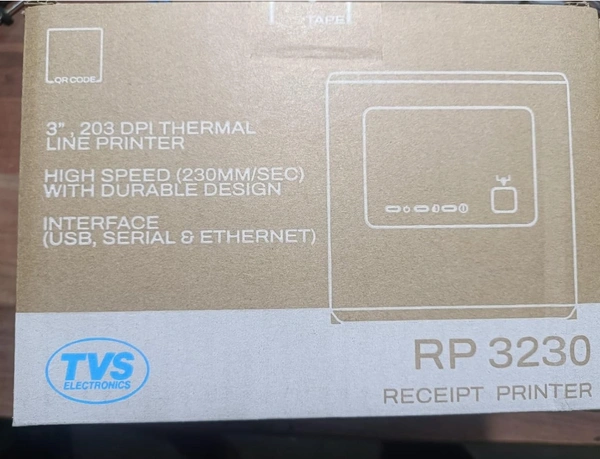 TAPE
QR CODE
3", 203 DPI THERMAL
LINE PRINTER
HIGH SPEED (230MM/SEC)
WITH DURABLE DESIGN
INTERFACE
(USB, SERIAL & ETHERNET)
TVS
ELECTRONICS
RP 3230
RECEIPT PRINTER